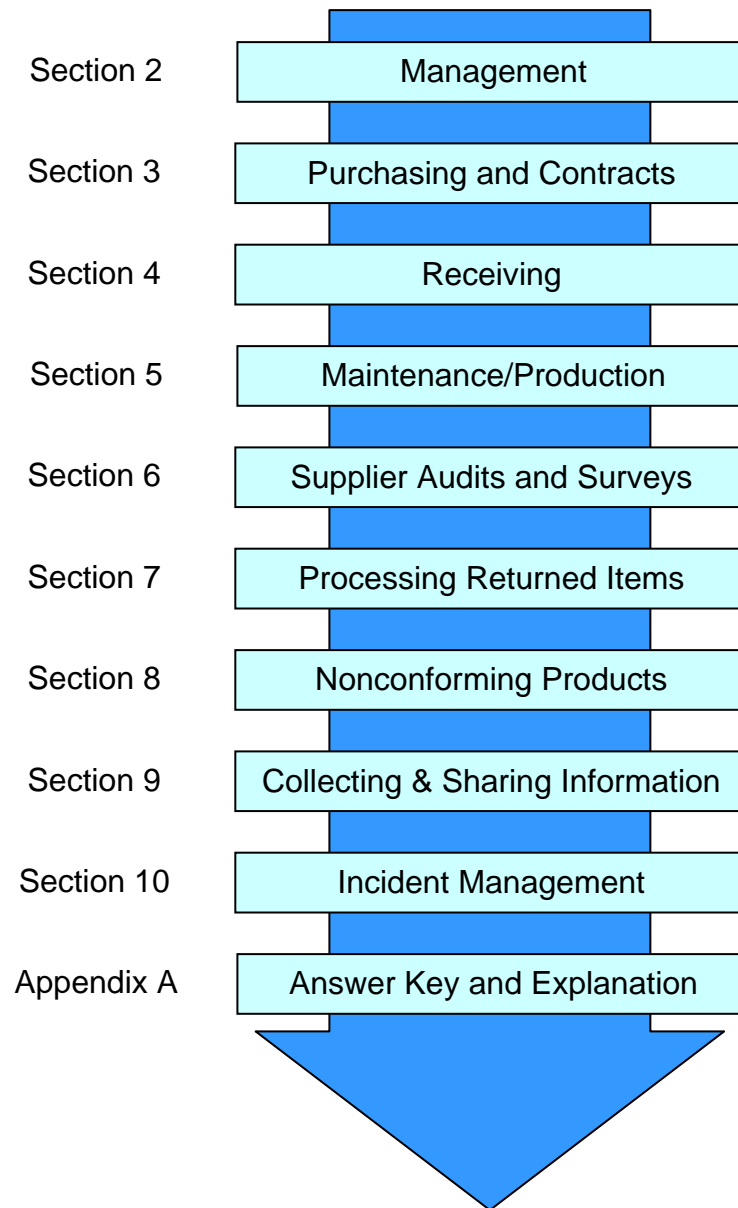 Section 2 Management
Section 3 Purchasing and Contracts
Section 4 Receiving
Section 5 Maintenance/Production
Section 6 Supplier Audits and Surveys
Section 7 Processing Returned Items
Section 8 Nonconforming Products
Section 9 Collecting & Sharing Information
Section 10 Incident Management
Appendix A Answer Key and Explanation